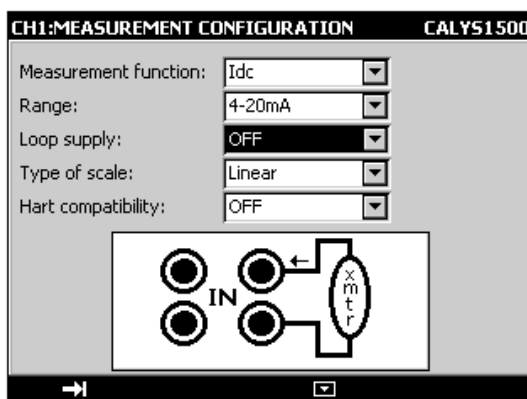 CH1:MEASUREMENT CONFIGURATION CALYS1500
Measurement function: Idc
Range: 4-20mA
Loop supply: OFF
Type of scale: Linear
Hart compatibility: OFF
IN
xmtr